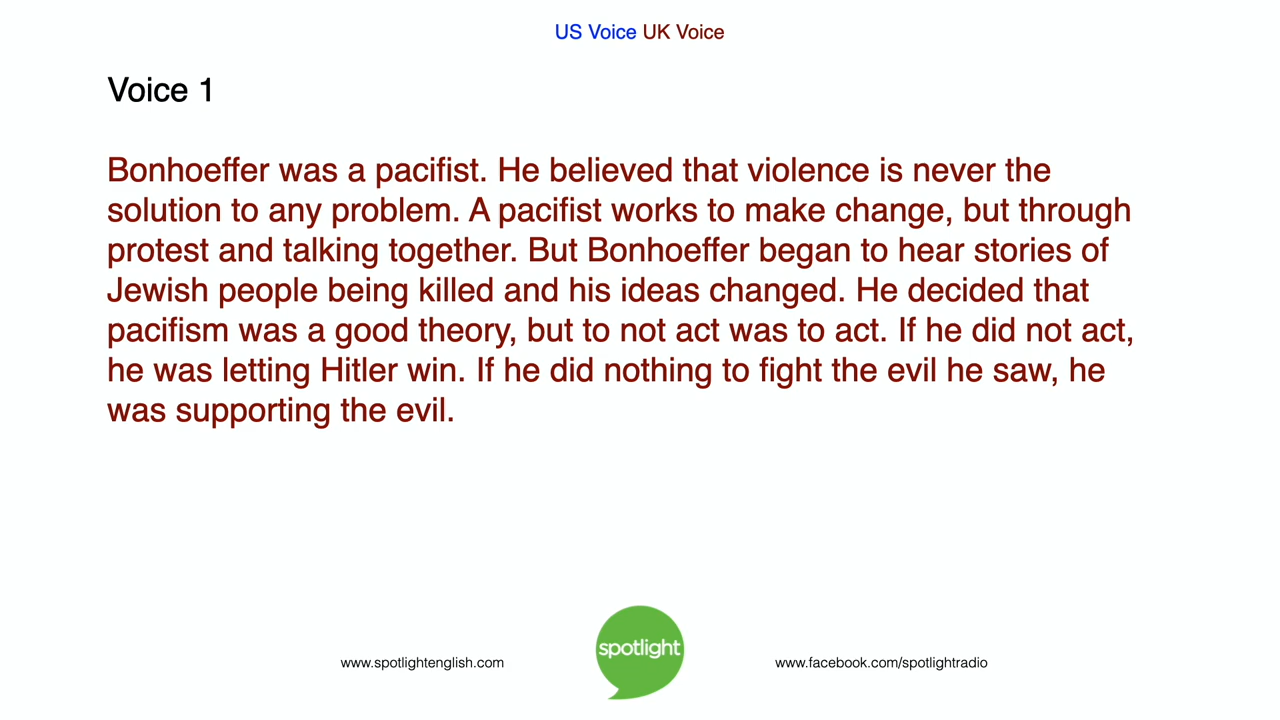 US Voice UK Voice
Voice 1
Bonhoeffer was a pacifist. He believed that violence is never the
solution to any problem. A pacifist works to make change, but through
protest and talking together. But Bonhoeffer began to hear stories of
Jewish people being killed and his ideas changed. He decided that
pacifism was a good theory, but to not act was to act. If he did not act,
he was letting Hitler win. If he did nothing to fight the evil he saw, he
was supporting the evil.
www.spotlightenglish.com
spotlight
www.facebook.com/spotlightradio